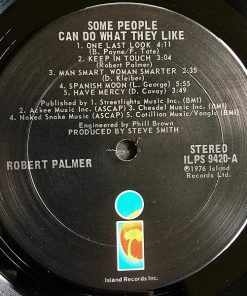 SOME PEOPLE
CAN DO WHAT THEY LIKE
1. ONE LAST LOOK 4:11
(B. Payne/F. Tate)
2. KEEP IN TOUCH 3:04
(Robert Palmer)
3. MAN SMART, WOMAN SMARTER 2:35
(D. Kleiber)
4. SPANISH MOON (L. George) 5:55
5. HAVE MERCY (D. Covay) 3:49
Published by 1. Streetlights Music Inc. (BMI)
2. Ackee Music Inc. (ASCAP) 3. Chesdel Music Inc. (BMI)
4. Naked Snake Music (ASCAP) 5. Cotillion Music/Vonglo (BMI)
Engineered by Phill Brown
PRODUCED BY STEVE SMITH
ROBERT PALMER
STEREO
ILPS 9420-A
℗1976 Island
Records Ltd.
Island Records Inc.